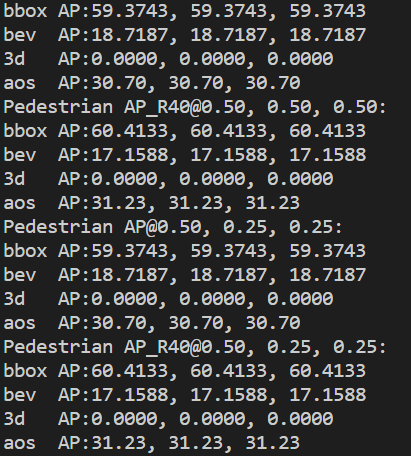 bbox AP:59.3743, 59.3743, 59.3743
bev  AP:18.7187, 18.7187, 18.7187
3d   AP:0.0000, 0.0000, 0.0000
aos  AP:30.70, 30.70, 30.70
Pedestrian AP_R40@0.50, 0.50, 0.50:
bbox AP:60.4133, 60.4133, 60.4133
bev  AP:17.1588, 17.1588, 17.1588
3d   AP:0.0000, 0.0000, 0.0000
aos  AP:31.23, 31.23, 31.23
Pedestrian AP@0.50, 0.25, 0.25:
bbox AP:59.3743, 59.3743, 59.3743
bev  AP:18.7187, 18.7187, 18.7187
3d   AP:0.0000, 0.0000, 0.0000
aos  AP:30.70, 30.70, 30.70
Pedestrian AP_R40@0.50, 0.25, 0.25:
bbox AP:60.4133, 60.4133, 60.4133
bev  AP:17.1588, 17.1588, 17.1588
3d   AP:0.0000, 0.0000, 0.0000
aos  AP:31.23, 31.23, 31.23